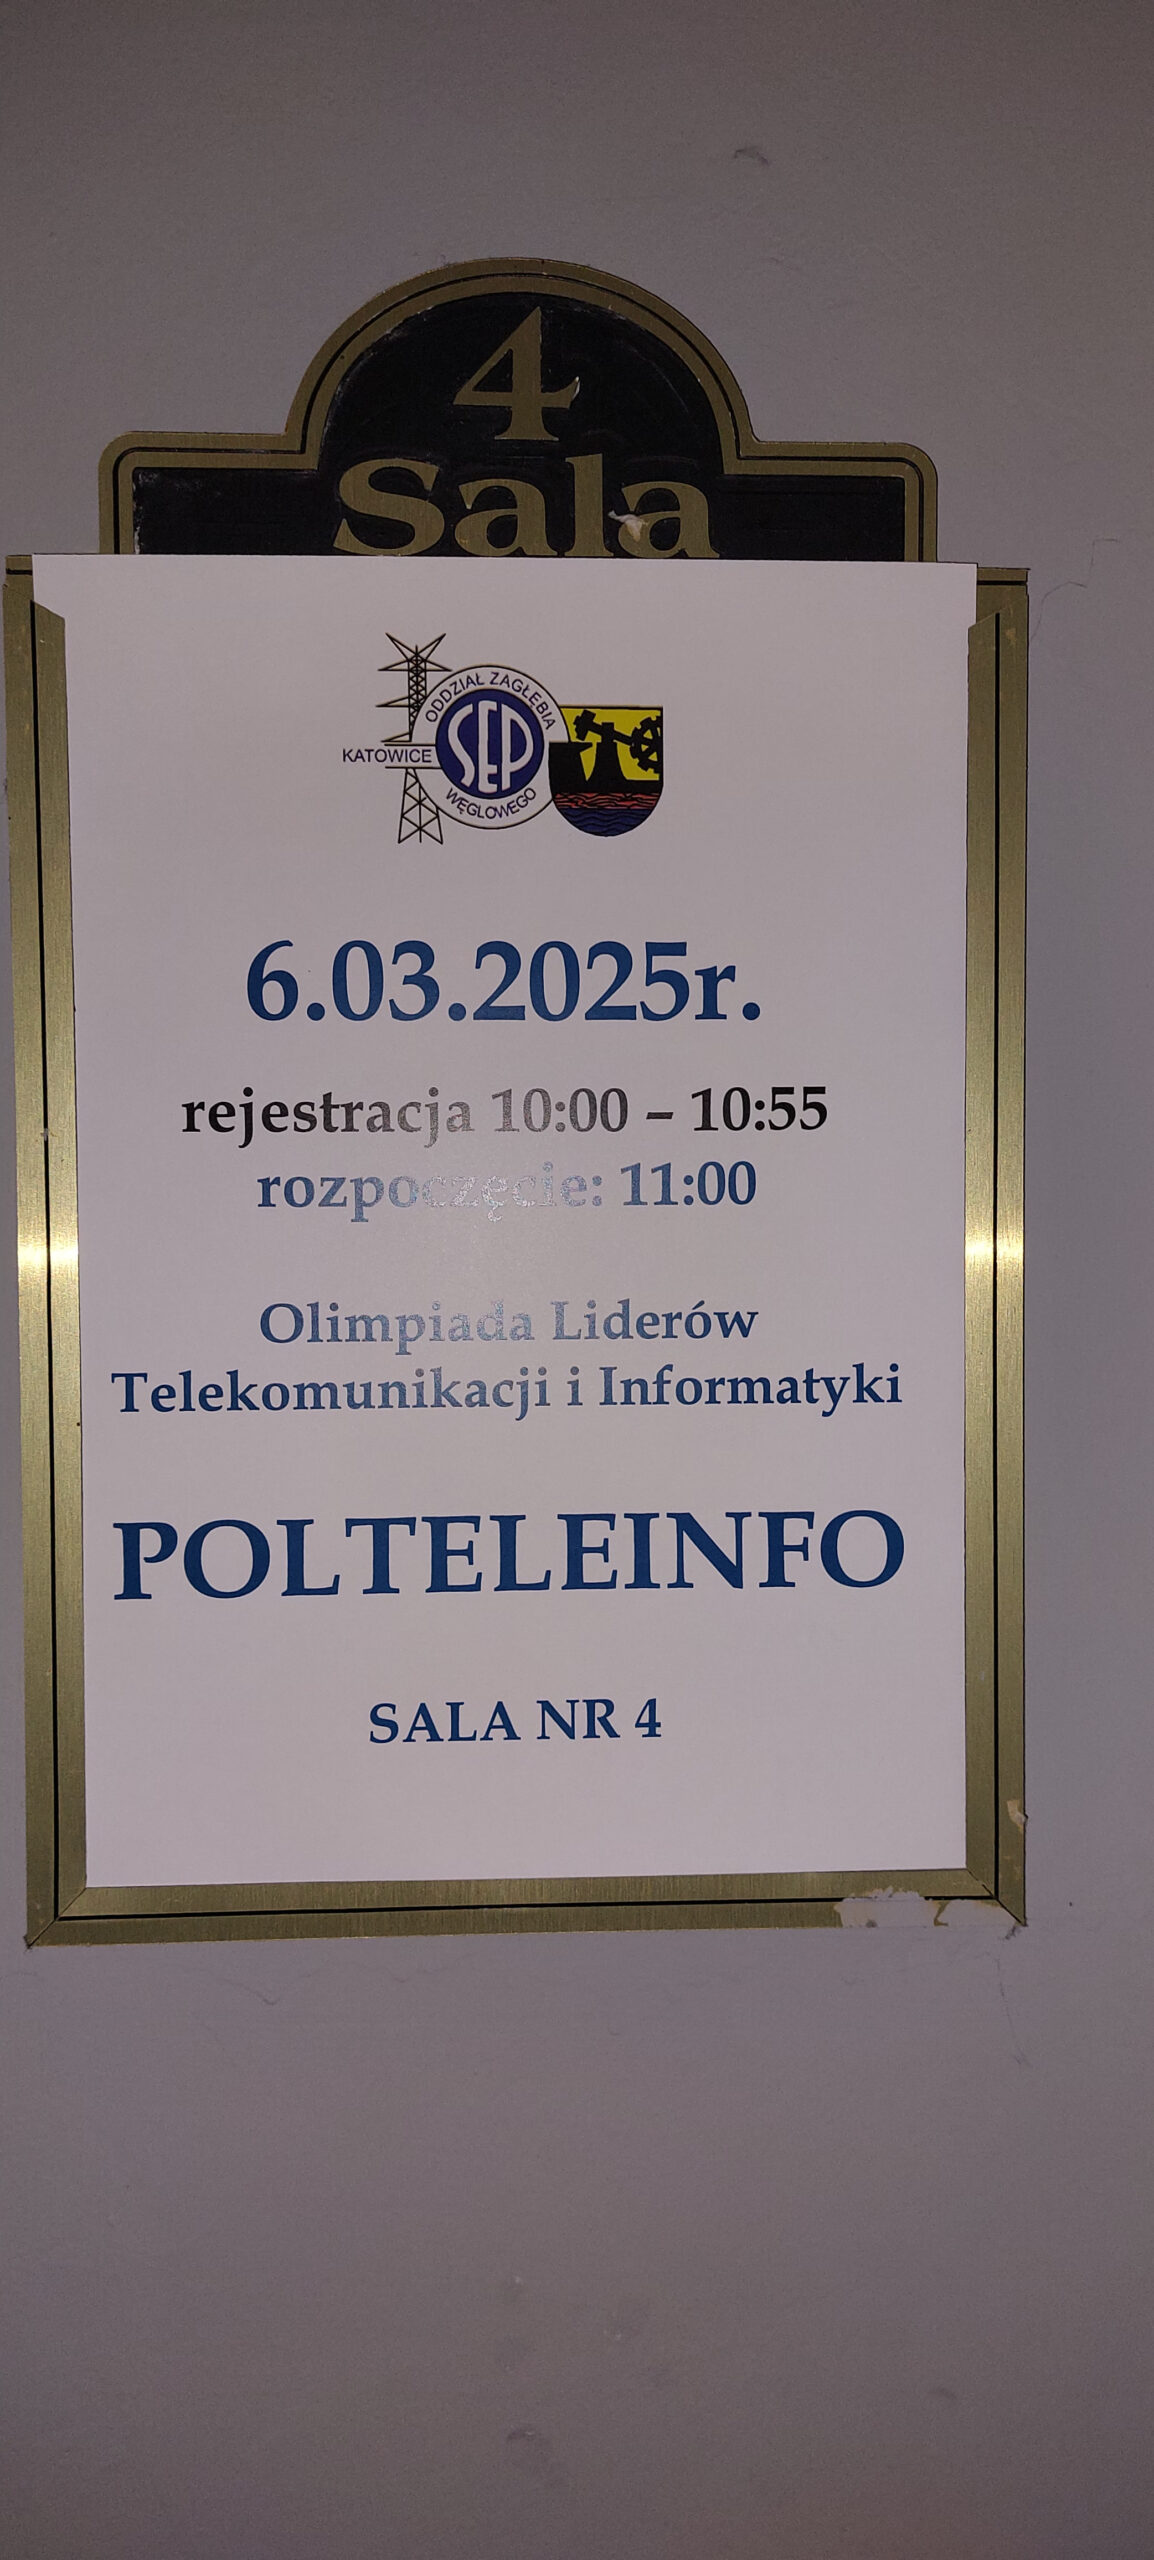 4
Sala
ODDZIAŁ ZAGŁĘBIA
KATOWICE
SEP
WĘGLOWEGO
6.03.2025r.
rejestracja 10:00 – 10:55
rozpoczęcie: 11:00
Olimpiada Liderów
Telekomunikacji i Informatyki
POLTELEINFO
SALA NR 4